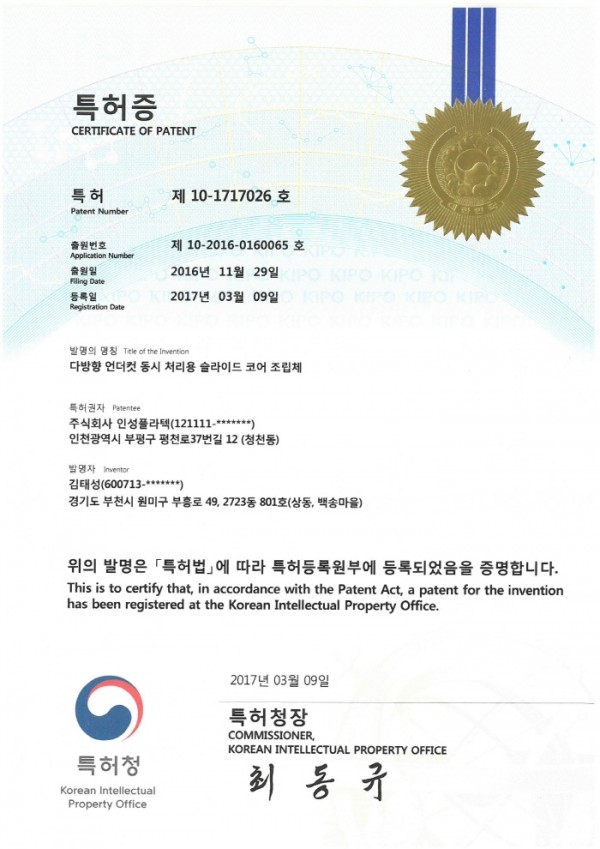 특허증
CERTIFICATE OF PATENT
특허 제 10-1717026 호
Patent Number
출원번호 제 10-2016-0160065 호
Application Number
출원일 2016년 11월 29일
Filing Date
등록일 2017년 03월 09일
Registration Date
KIPO KIPO KIPO KIPO
발명의 명칭 Title of the Invention
다방향 언더컷 동시 처리용 슬라이드 코어 조립체
특허권자 Patentee
주식회사 인성플라텍(121111-*******)
인천광역시 부평구 평천로37번길 12 (청천동)
발명자 Inventor
김태성(600713-*******)
경기도 부천시 원미구 부흥로 49, 2723동 801호(상동, 백송마을)
위의 발명은 「특허법」에 따라 특허등록원부에 등록되었음을 증명합니다.
This is to certify that, in accordance with the Patent Act, a patent for the invention
has been registered at the Korean Intellectual Property Office.
2017년 03월 09일
특허청장
COMMISSIONER,
KOREAN INTELLECTUAL PROPERTY OFFICE
최동규
특허청
Korean Intellectual
Property Office